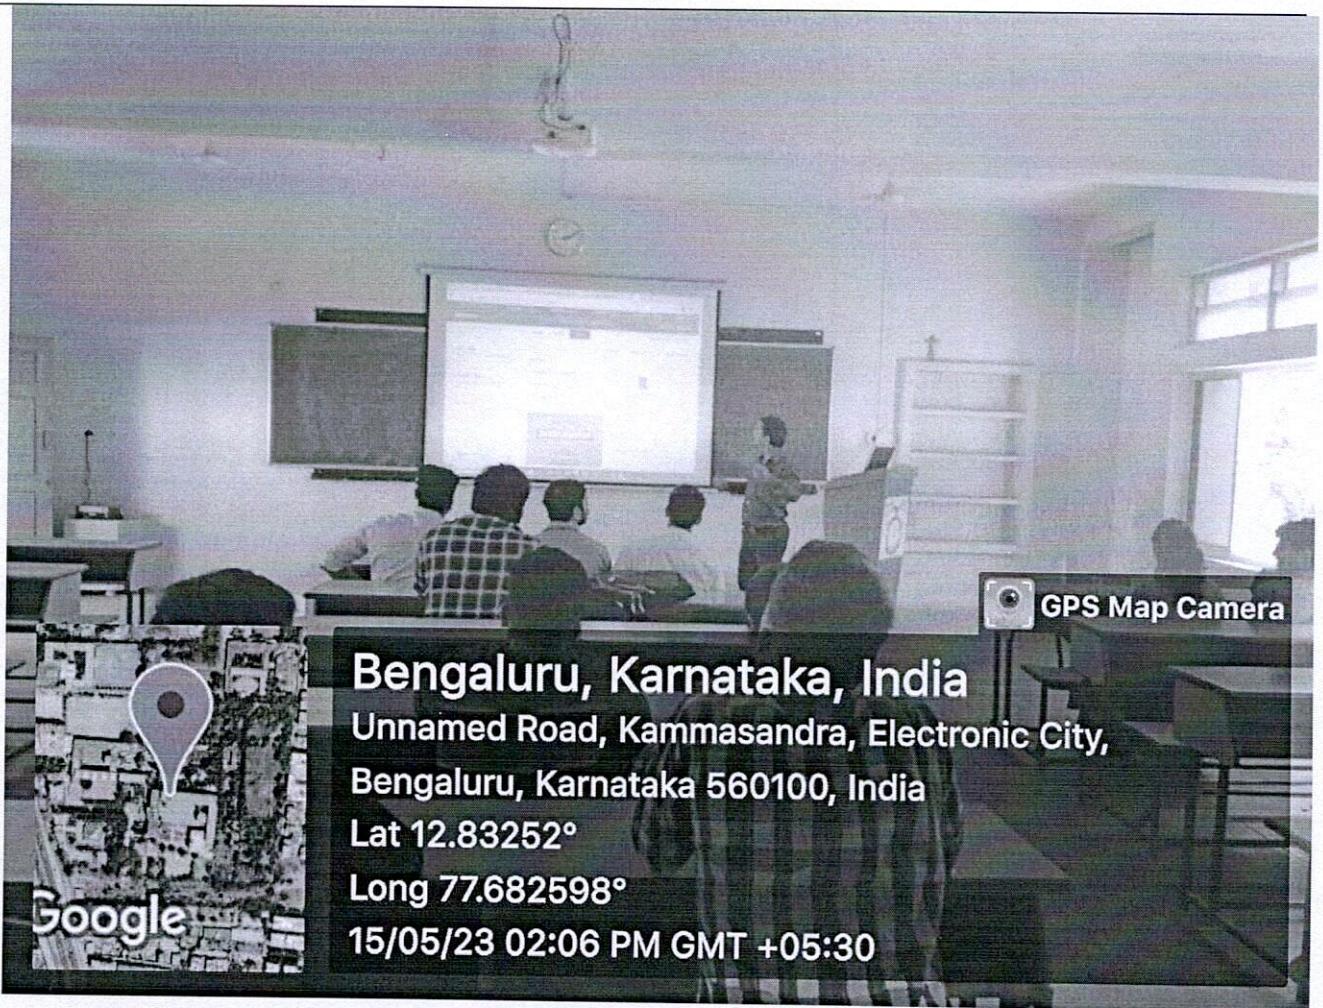 GPS Map Camera
Bengaluru, Karnataka, India
Unnamed Road, Kammasandra, Electronic City,
Bengaluru, Karnataka 560100, India
Lat 12.83252°
Long 77.682598°
15/05/23 02:06 PM GMT +05:30
Google